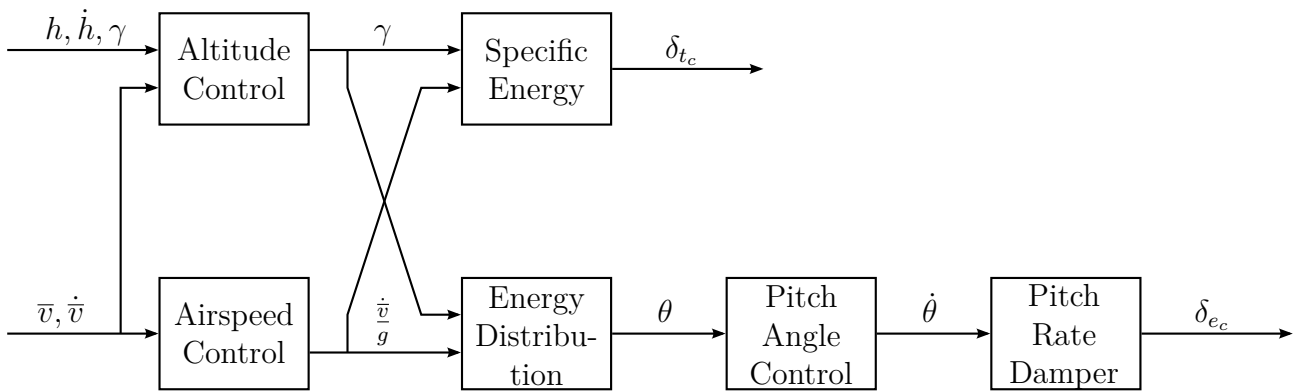 h, ḣ, γ
Altitude
Control
γ
Specific
Energy
δ_{t_c}
v̅, v̅̇
Airspeed
Control
v̅̇/g
Energy
Distribu-
tion
θ
Pitch
Angle
Control
θ̇
Pitch
Rate
Damper
δ_{e_c}